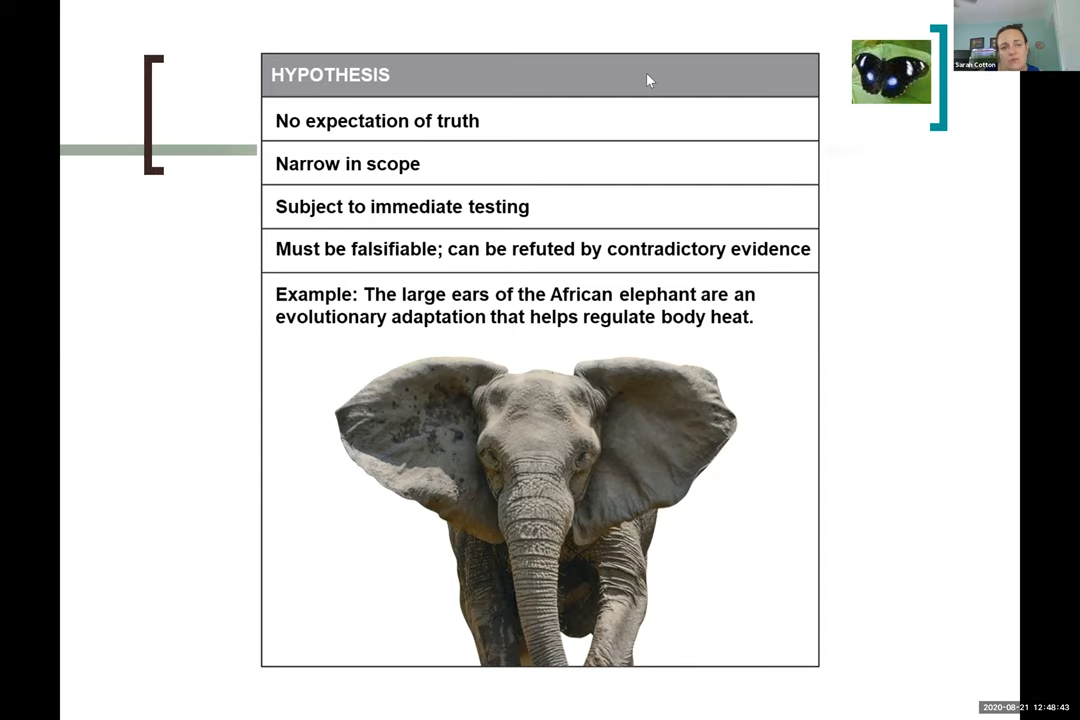 HYPOTHESIS
No expectation of truth
Narrow in scope
Subject to immediate testing
Must be falsifiable; can be refuted by contradictory evidence
Example: The large ears of the African elephant are an
evolutionary adaptation that helps regulate body heat.
Sarah Cotton
2020-08-21 12:48:43